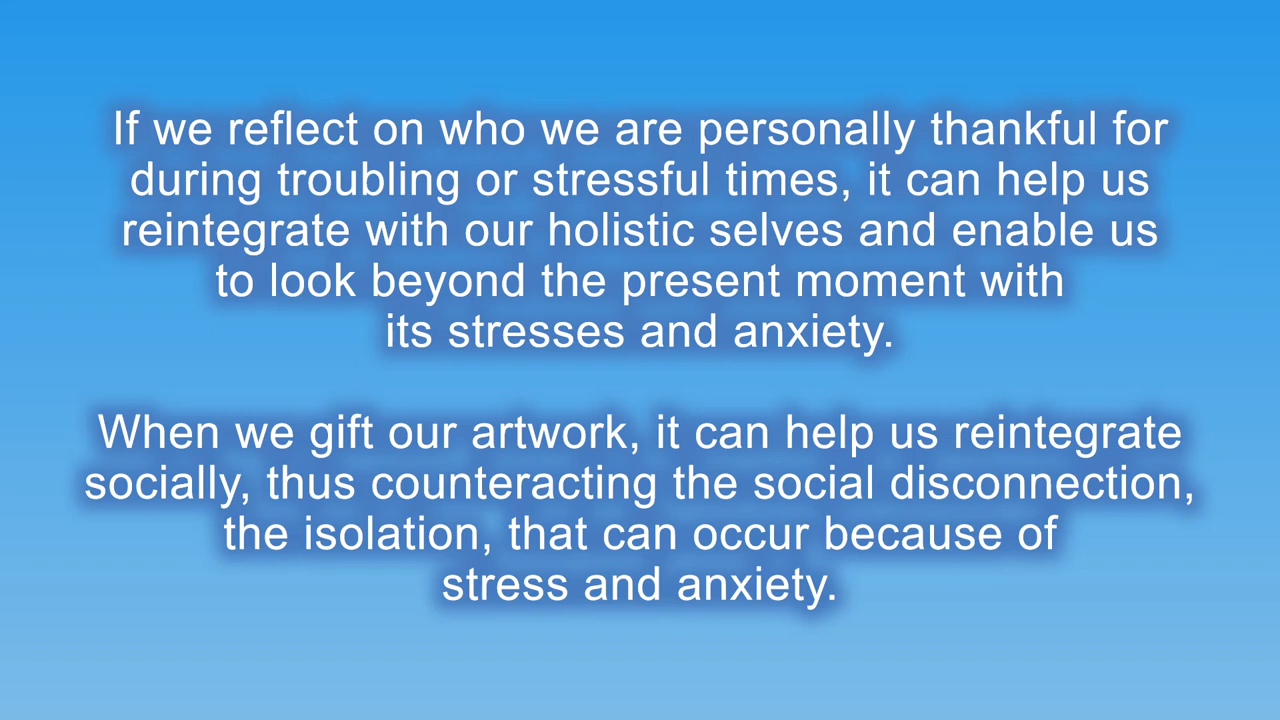 If we reflect on who we are personally thankful for
during troubling or stressful times, it can help us
reintegrate with our holistic selves and enable us
to look beyond the present moment with
its stresses and anxiety.
When we gift our artwork, it can help us reintegrate
socially, thus counteracting the social disconnection,
the isolation, that can occur because of
stress and anxiety.